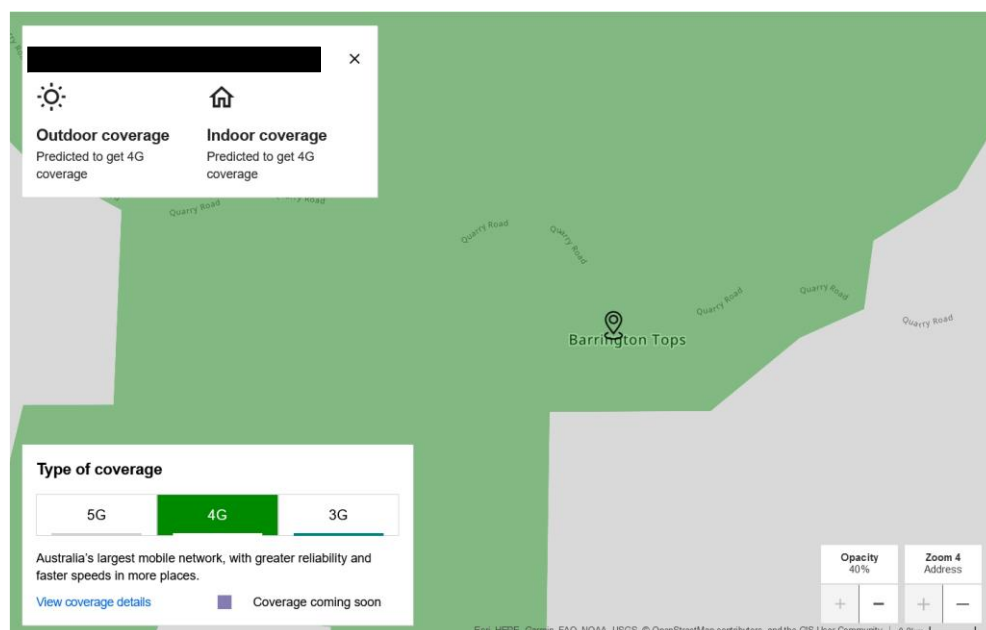 ×
Outdoor coverage
Predicted to get 4G
coverage
Indoor coverage
Predicted to get 4G
coverage
Quarry Road
Quarry Road
Quarry Road
Quarry Road
Quarry Road
Quarry Road
Quarry Road
Barrington Tops
Type of coverage
5G
4G
3G
Australia's largest mobile network, with greater reliability and
faster speeds in more places.
View coverage details
Coverage coming soon
Opacity
40%
Zoom 4
Address
+
−
+
−